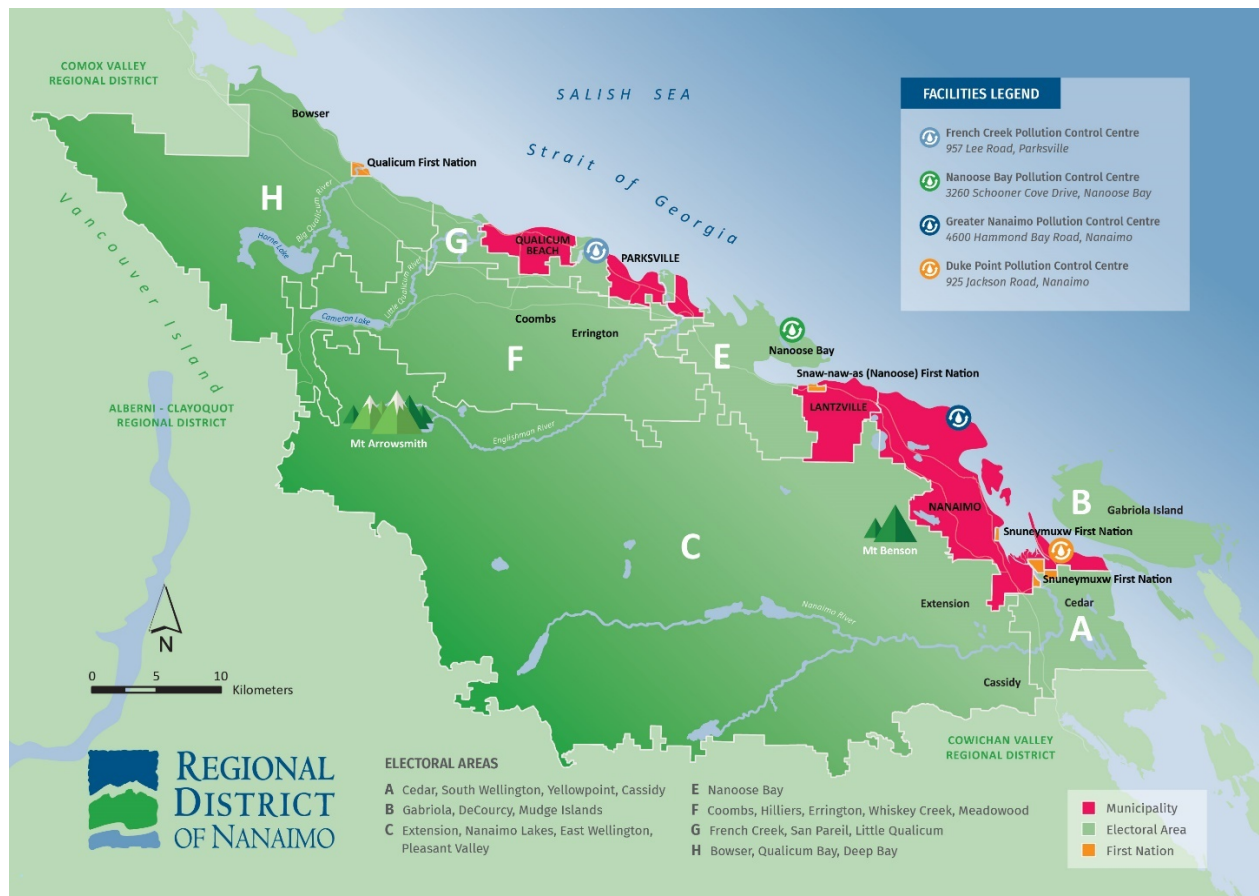 COMOX VALLEY
REGIONAL DISTRICT
SALISH SEA
Strait of Georgia
FACILITIES LEGEND
French Creek Pollution Control Centre
957 Lee Road, Parksville
Nanoose Bay Pollution Control Centre
3260 Schooner Cove Drive, Nanoose Bay
Greater Nanaimo Pollution Control Centre
4600 Hammond Bay Road, Nanaimo
Duke Point Pollution Control Centre
925 Jackson Road, Nanaimo
Bowser
Qualicum First Nation
H
Big Qualicum River
Horne Lake
Vancouver Island
G
QUALICUM
BEACH
PARKSVILLE
Little Qualicum River
Cameron Lake
Coombs
Errington
F
E
Nanoose Bay
Snaw-naw-as (Nanoose) First Nation
LANTZVILLE
ALBERNI - CLAYOQUOT
REGIONAL DISTRICT
Mt Arrowsmith
Englishman River
B
Gabriola Island
NANAIMO
Snuneymuxw First Nation
C
Mt Benson
Snuneymuxw First Nation
Extension
Cedar
Nanaimo River
A
N
0 5 10
Kilometers
Cassidy
COWICHAN VALLEY
REGIONAL DISTRICT
REGIONAL
DISTRICT
OF NANAIMO
ELECTORAL AREAS
A Cedar, South Wellington, Yellowpoint, Cassidy
B Gabriola, DeCourcy, Mudge Islands
C Extension, Nanaimo Lakes, East Wellington,
Pleasant Valley
E Nanoose Bay
F Coombs, Hilliers, Errington, Whiskey Creek, Meadowood
G French Creek, San Pareil, Little Qualicum
H Bowser, Qualicum Bay, Deep Bay
Municipality
Electoral Area
First Nation